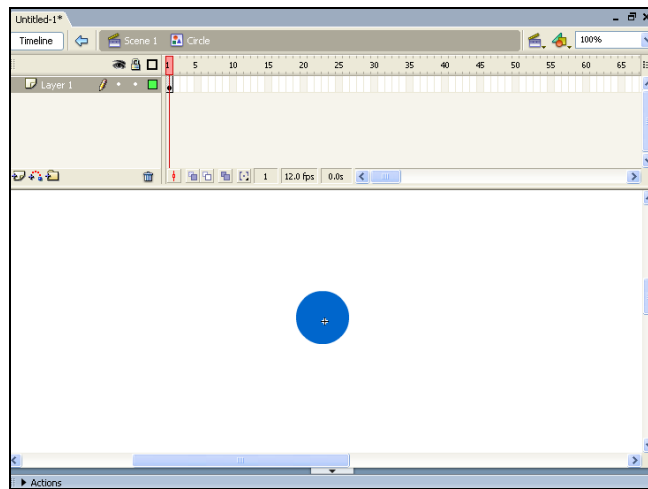 Untitled-1*
Timeline Scene 1 Circle 100%
1 5 10 15 20 25 30 35 40 45 50 55 60 65
Layer 1
1 12.0 fps 0.0s
Actions